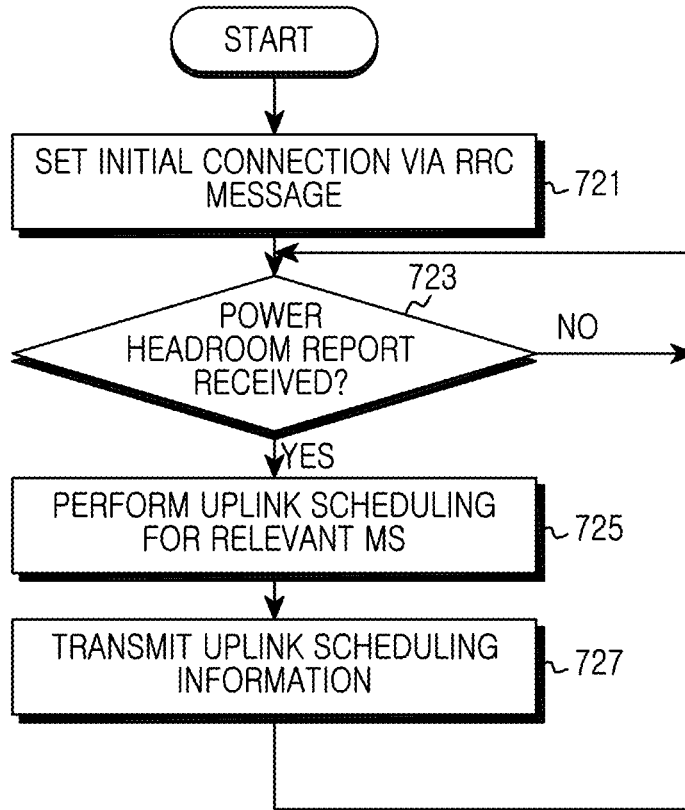 START
SET INITIAL CONNECTION VIA RRC
MESSAGE
721
723
POWER
HEADROOM REPORT
RECEIVED?
NO
YES
PERFORM UPLINK SCHEDULING
FOR RELEVANT MS
725
TRANSMIT UPLINK SCHEDULING
INFORMATION
727